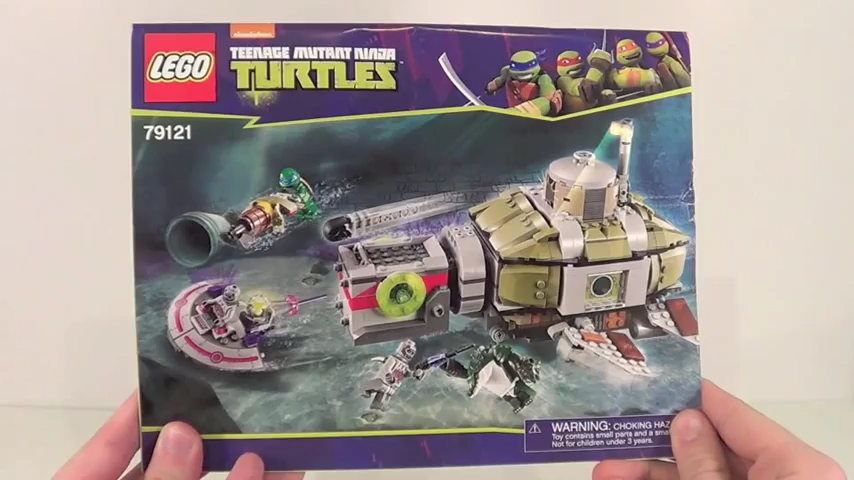 nickelodeon
LEGO
TEENAGE MUTANT NINJA
TURTLES
79121
WARNING: CHOKING HAZ
Toy contains small parts and a sma
Not for children under 3 years.